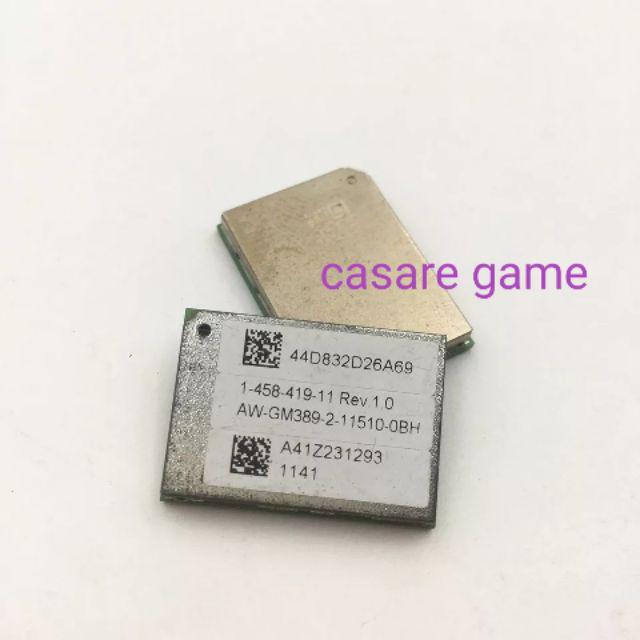 casare game
44D832D26A69
1-458-419-11 Rev 1.0
AW-GM389-2-11510-0BH
A41Z231293
1141